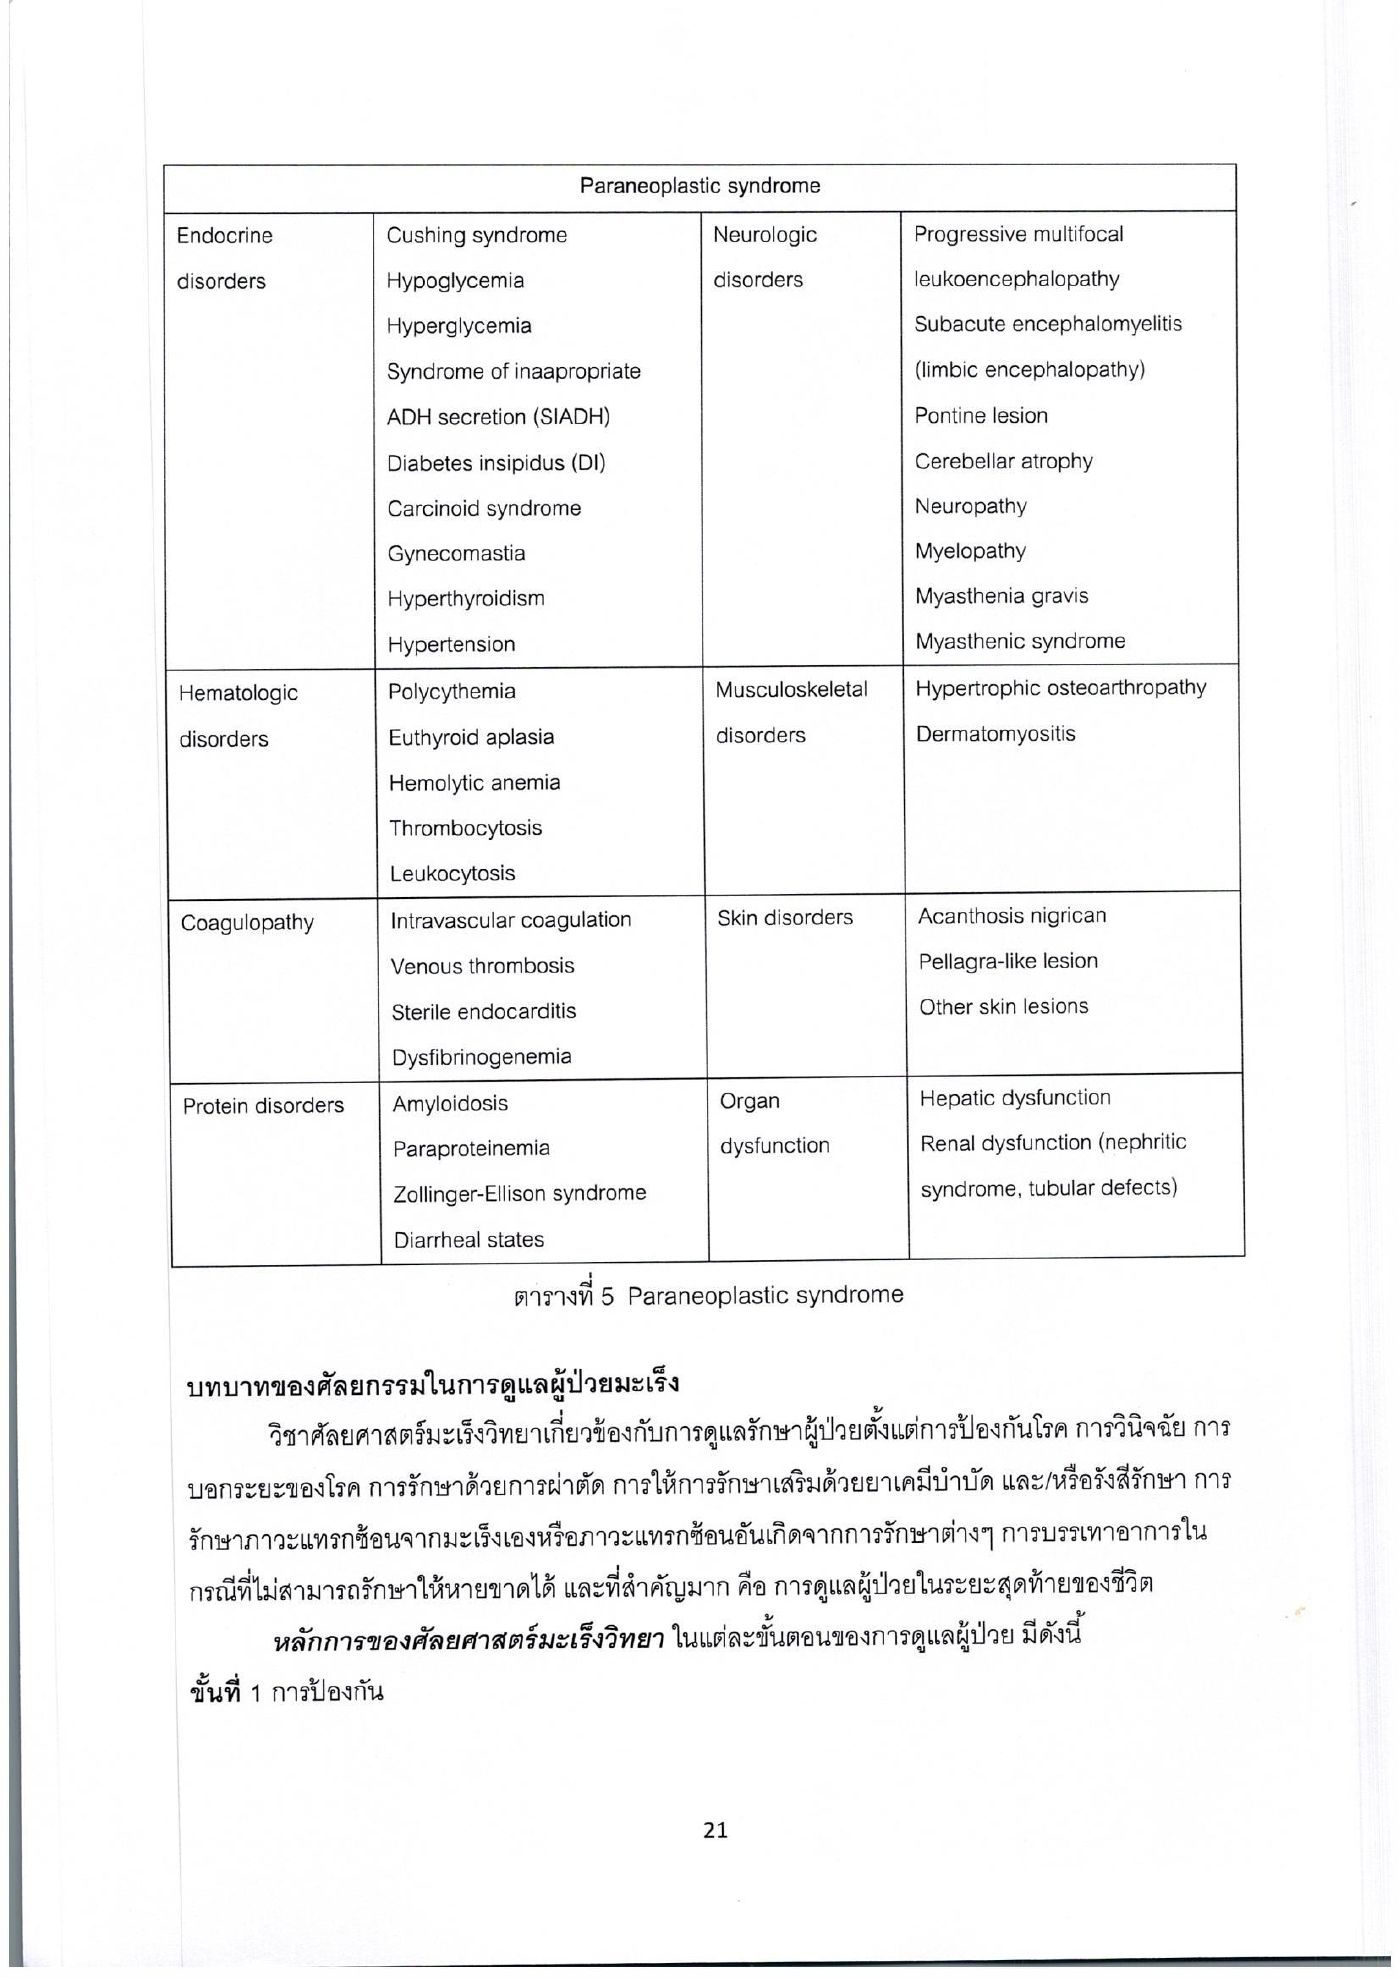 Paraneoplastic syndrome
Endocrine
disorders
Cushing syndrome
Hypoglycemia
Hyperglycemia
Syndrome of inaapropriate
ADH secretion (SIADH)
Diabetes insipidus (DI)
Carcinoid syndrome
Gynecomastia
Hyperthyroidism
Hypertension
Neurologic
disorders
Progressive multifocal
leukoencephalopathy
Subacute encephalomyelitis
(limbic encephalopathy)
Pontine lesion
Cerebellar atrophy
Neuropathy
Myelopathy
Myasthenia gravis
Myasthenic syndrome
Hematologic
disorders
Polycythemia
Euthyroid aplasia
Hemolytic anemia
Thrombocytosis
Leukocytosis
Musculoskeletal
disorders
Hypertrophic osteoarthropathy
Dermatomyositis
Coagulopathy
Intravascular coagulation
Venous thrombosis
Sterile endocarditis
Dysfibrinogenemia
Skin disorders
Acanthosis nigrican
Pellagra-like lesion
Other skin lesions
Protein disorders
Amyloidosis
Paraproteinemia
Zollinger-Ellison syndrome
Diarrheal states
Organ
dysfunction
Hepatic dysfunction
Renal dysfunction (nephritic
syndrome, tubular defects)
ตารางที่ 5 Paraneoplastic syndrome
บทบาทของศัลยกรรมในการดูแลผู้ป่วยมะเร็ง
วิชาศัลยศาสตร์มะเร็งวิทยาเกี่ยวข้องกับการดูแลรักษาผู้ป่วยตั้งแต่การป้องกันโรค การวินิจฉัย การ
บอกระยะของโรค การรักษาด้วยการผ่าตัด การให้การรักษาเสริมด้วยยาเคมีบำบัด และ/หรือรังสีรักษา การ
รักษาภาวะแทรกซ้อนจากมะเร็งเองหรือภาวะแทรกซ้อนอันเกิดจากการรักษาต่างๆ การบรรเทาอาการใน
กรณีที่ไม่สามารถรักษาให้หายขาดได้ และที่สำคัญมาก คือ การดูแลผู้ป่วยในระยะสุดท้ายของชีวิต
หลักการของศัลยศาสตร์มะเร็งวิทยา ในแต่ละขั้นตอนของการดูแลผู้ป่วย มีดังนี้
ขั้นที่ 1 การป้องกัน
21